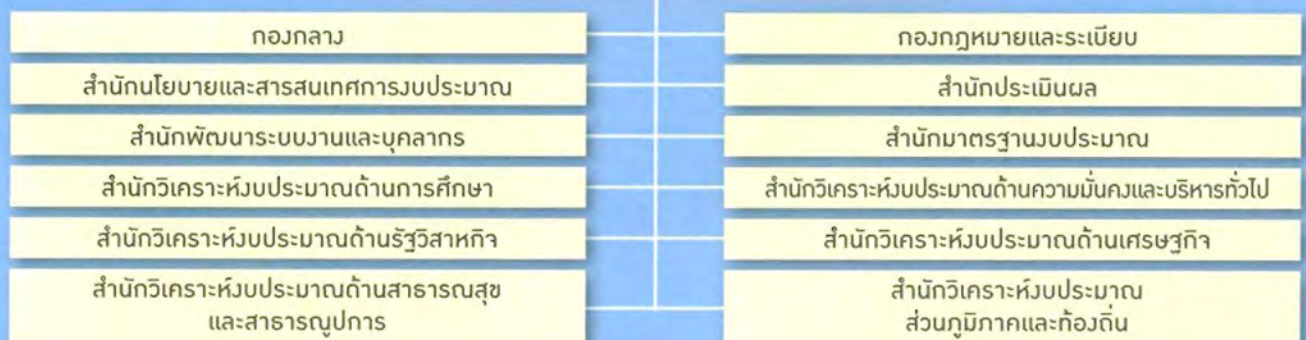 กองกลาง
กองกฎหมายและระเบียบ
สำนักนโยบายและสารสนเทศการงบประมาณ
สำนักประเมินผล
สำนักพัฒนาระบบงานและบุคลากร
สำนักมาตรฐานงบประมาณ
สำนักวิเคราะห์งบประมาณด้านการศึกษา
สำนักวิเคราะห์งบประมาณด้านความมั่นคงและบริหารทั่วไป
สำนักวิเคราะห์งบประมาณด้านรัฐวิสาหกิจ
สำนักวิเคราะห์งบประมาณด้านเศรษฐกิจ
สำนักวิเคราะห์งบประมาณด้านสาธารณสุข
และสาธารณูปการ
สำนักวิเคราะห์งบประมาณ
ส่วนภูมิภาคและท้องถิ่น